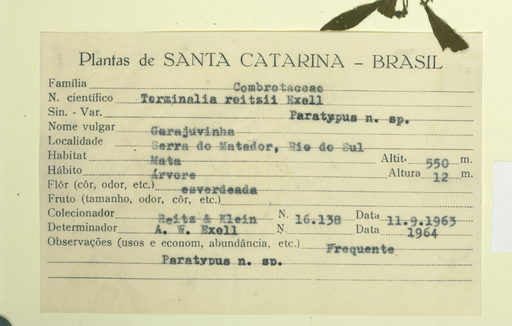 Plantas de SANTA CATARINA – BRASIL
Família Combretaceae
N. científico Terminalia reitzii Exell
Sin. - Var. Paratypus n. sp.
Nome vulgar Garajuvinha
Localidade Serra do Matador, Rio do Sul
Habitat Mata Altit. 550 m.
Hábito Árvore Altura 12 m.
Flôr (côr, odor, etc.) esverdeada
Fruto (tamanho, odor, côr, etc.)
Colecionador Reitz & Klein N. 16.138 Data 11.9.1963
Determinador A. W. Exell N. Data 1964
Observações (usos e econom, abundância, etc.) Frequente
Paratypus n. sp.